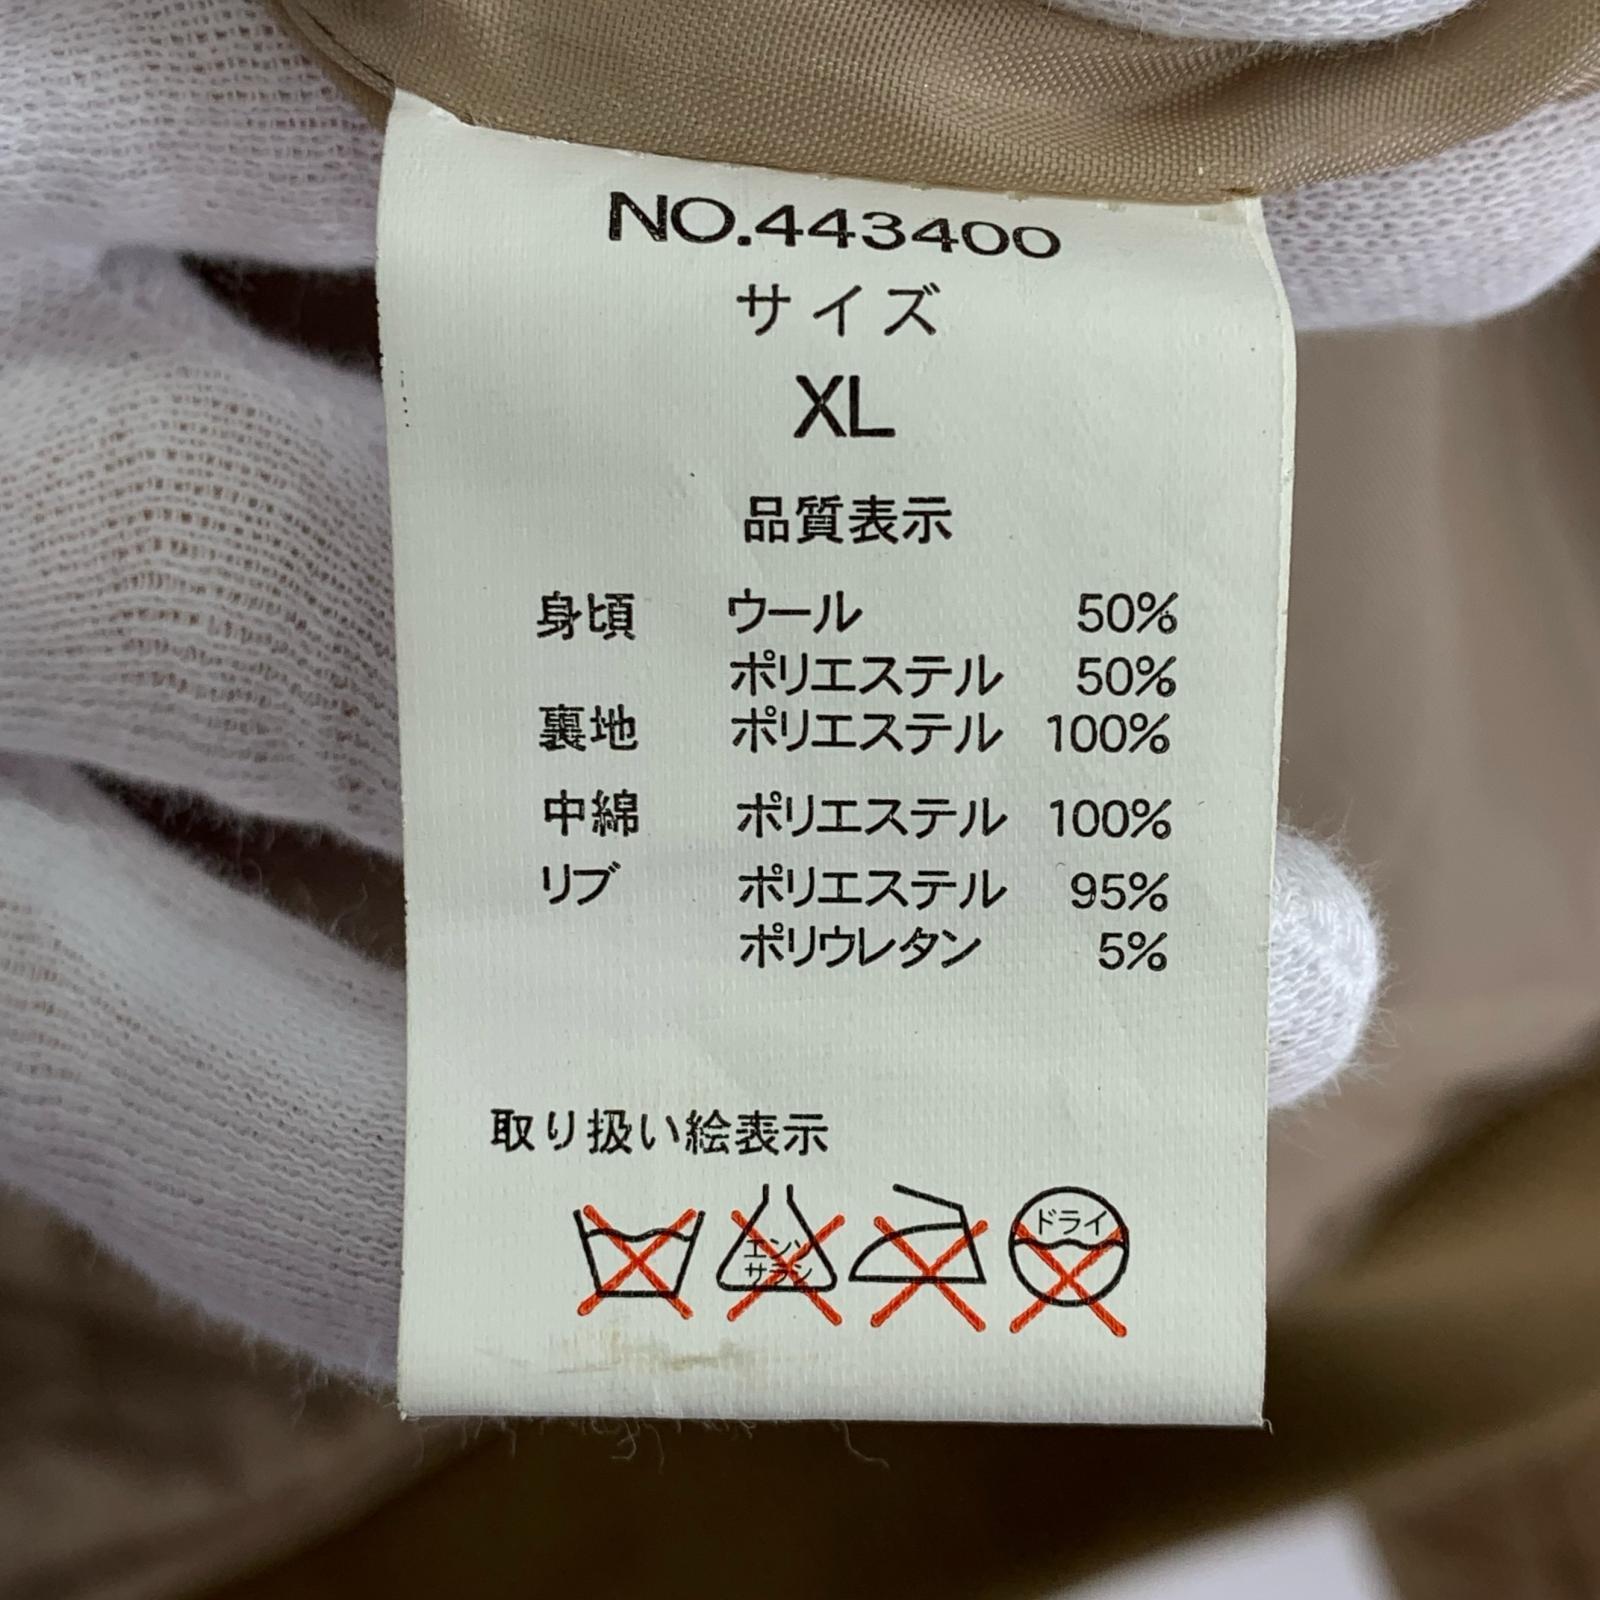 NO.443400
サイズ
XL
品質表示
身頃 ウール 50%
ポリエステル 50%
裏地 ポリエステル 100%
中綿 ポリエステル 100%
リブ ポリエステル 95%
ポリウレタン 5%
取り扱い絵表示
エンソ
サラシ
ドライ